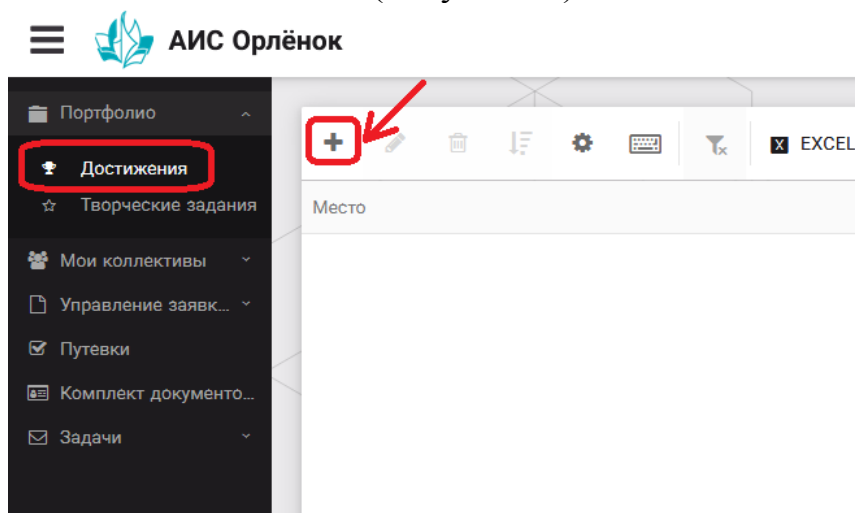 АИС Орлёнок
Портфолио
Достижения
Творческие задания
Мои коллективы
Управление заявк...
Путевки
Комплект документо...
Задачи
X EXCEL
Место